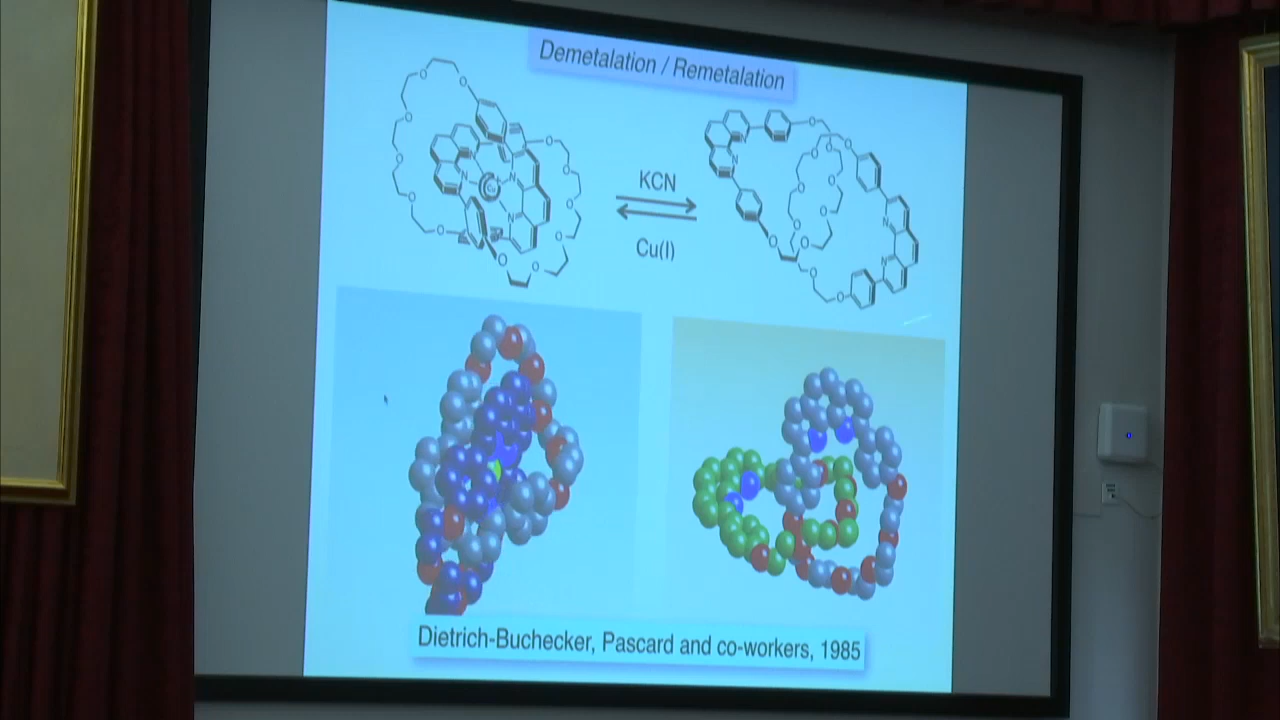 Demetalation / Remetalation
KCN
Cu(I)
Dietrich-Buchecker, Pascard and co-workers, 1985